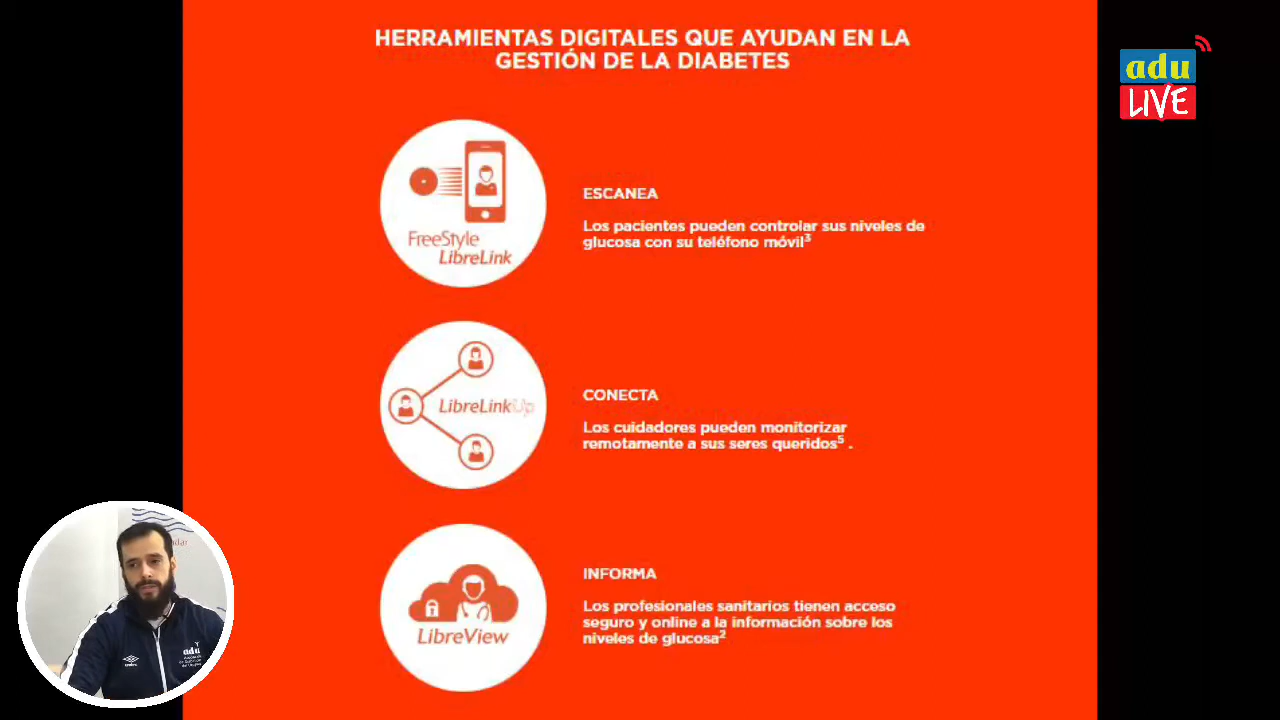 HERRAMIENTAS DIGITALES QUE AYUDAN EN LA
GESTIÓN DE LA DIABETES
adu
LIVE
FreeStyle
LibreLink
ESCANEA
Los pacientes pueden controlar sus niveles de
glucosa con su teléfono móvil³
LibreLinkUp
CONECTA
Los cuidadores pueden monitorizar
remotamente a sus seres queridos⁵ .
LibreView
INFORMA
Los profesionales sanitarios tienen acceso
seguro y online a la información sobre los
niveles de glucosa²
adu
umbro